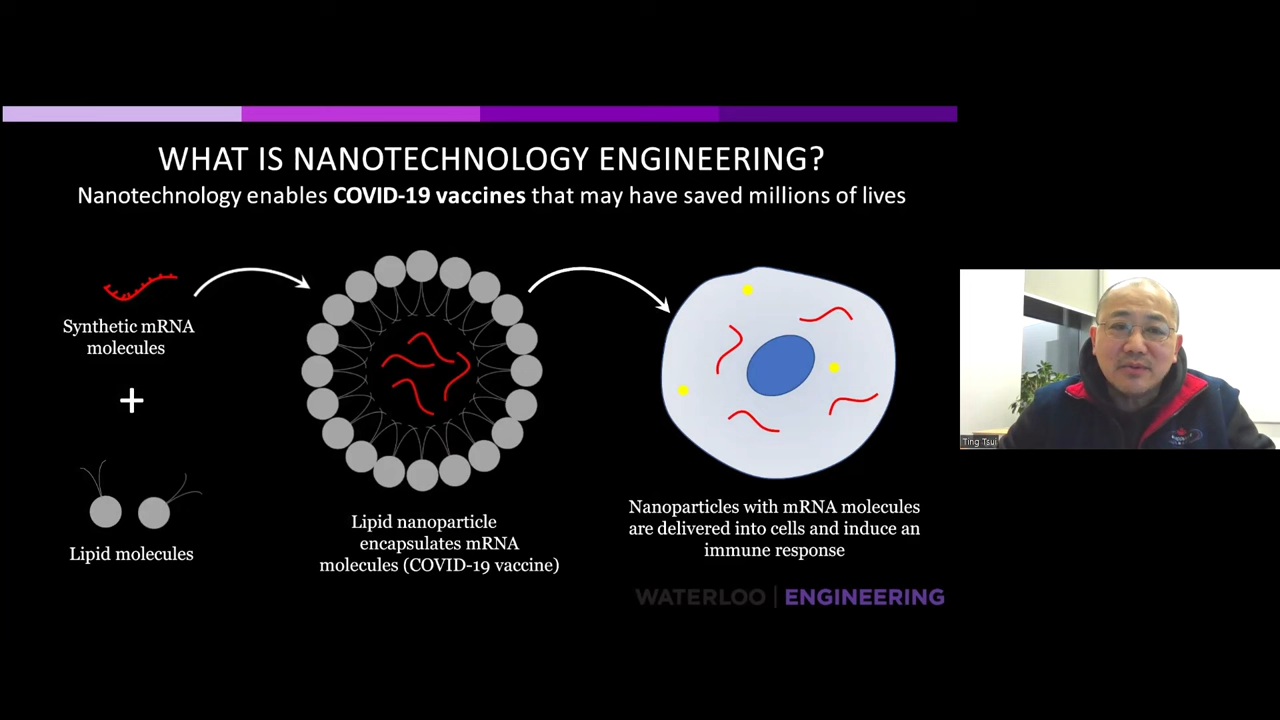 WHAT IS NANOTECHNOLOGY ENGINEERING?
Nanotechnology enables COVID-19 vaccines that may have saved millions of lives
Synthetic mRNA
molecules
+
Lipid molecules
Lipid nanoparticle
encapsulates mRNA
molecules (COVID-19 vaccine)
Nanoparticles with mRNA molecules
are delivered into cells and induce an
immune response
WATERLOO | ENGINEERING
Ting Tsui